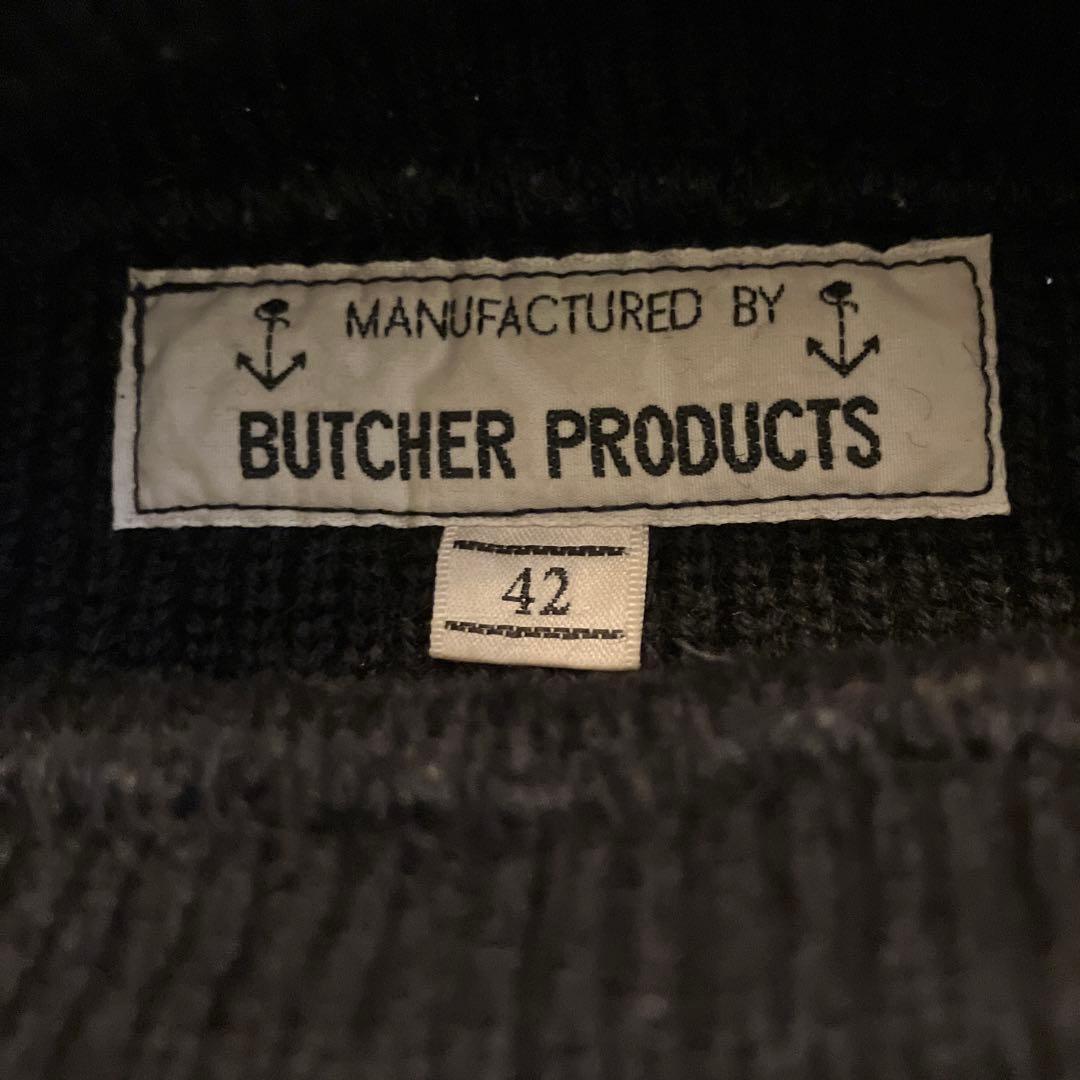 MANUFACTURED BY
BUTCHER PRODUCTS
42